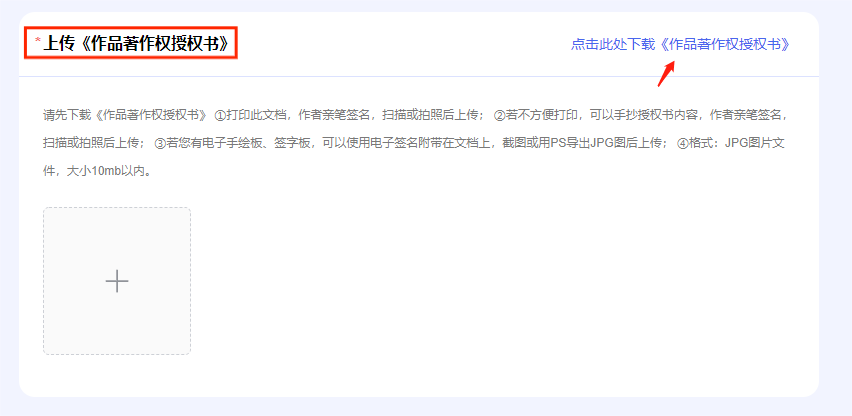 *上传《作品著作权授权书》
点击此处下载《作品著作权授权书》
请先下载《作品著作权授权书》 ①打印此文档，作者亲笔签名，扫描或拍照后上传； ②若不方便打印，可以手抄授权书内容，作者亲笔签名，
扫描或拍照后上传； ③若您有电子手绘板、签字板，可以使用电子签名附带在文档上，截图或用PS导出JPG图后上传； ④格式：JPG图片文
件，大小10mb以内。